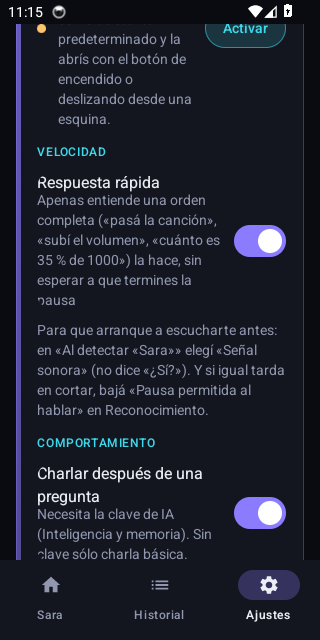 11:15
predeterminado y la
abrís con el botón de
encendido o
deslizando desde una
esquina.
Activar
VELOCIDAD
Respuesta rápida
Apenas entiende una orden
completa («pasá la canción»,
«subí el volumen», «cuánto es
35 % de 1000») la hace, sin
esperar a que termines la
pausa
Para que arranque a escucharte antes:
en «Al detectar «Sara»» elegí «Señal
sonora» (no dice «¿Sí?»). Y si igual tarda
en cortar, bajá «Pausa permitida al
hablar» en Reconocimiento.
COMPORTAMIENTO
Charlar después de una
pregunta
Necesita la clave de IA
(Inteligencia y memoria). Sin
clave sólo charla básica.
Sara
Historial
Ajustes